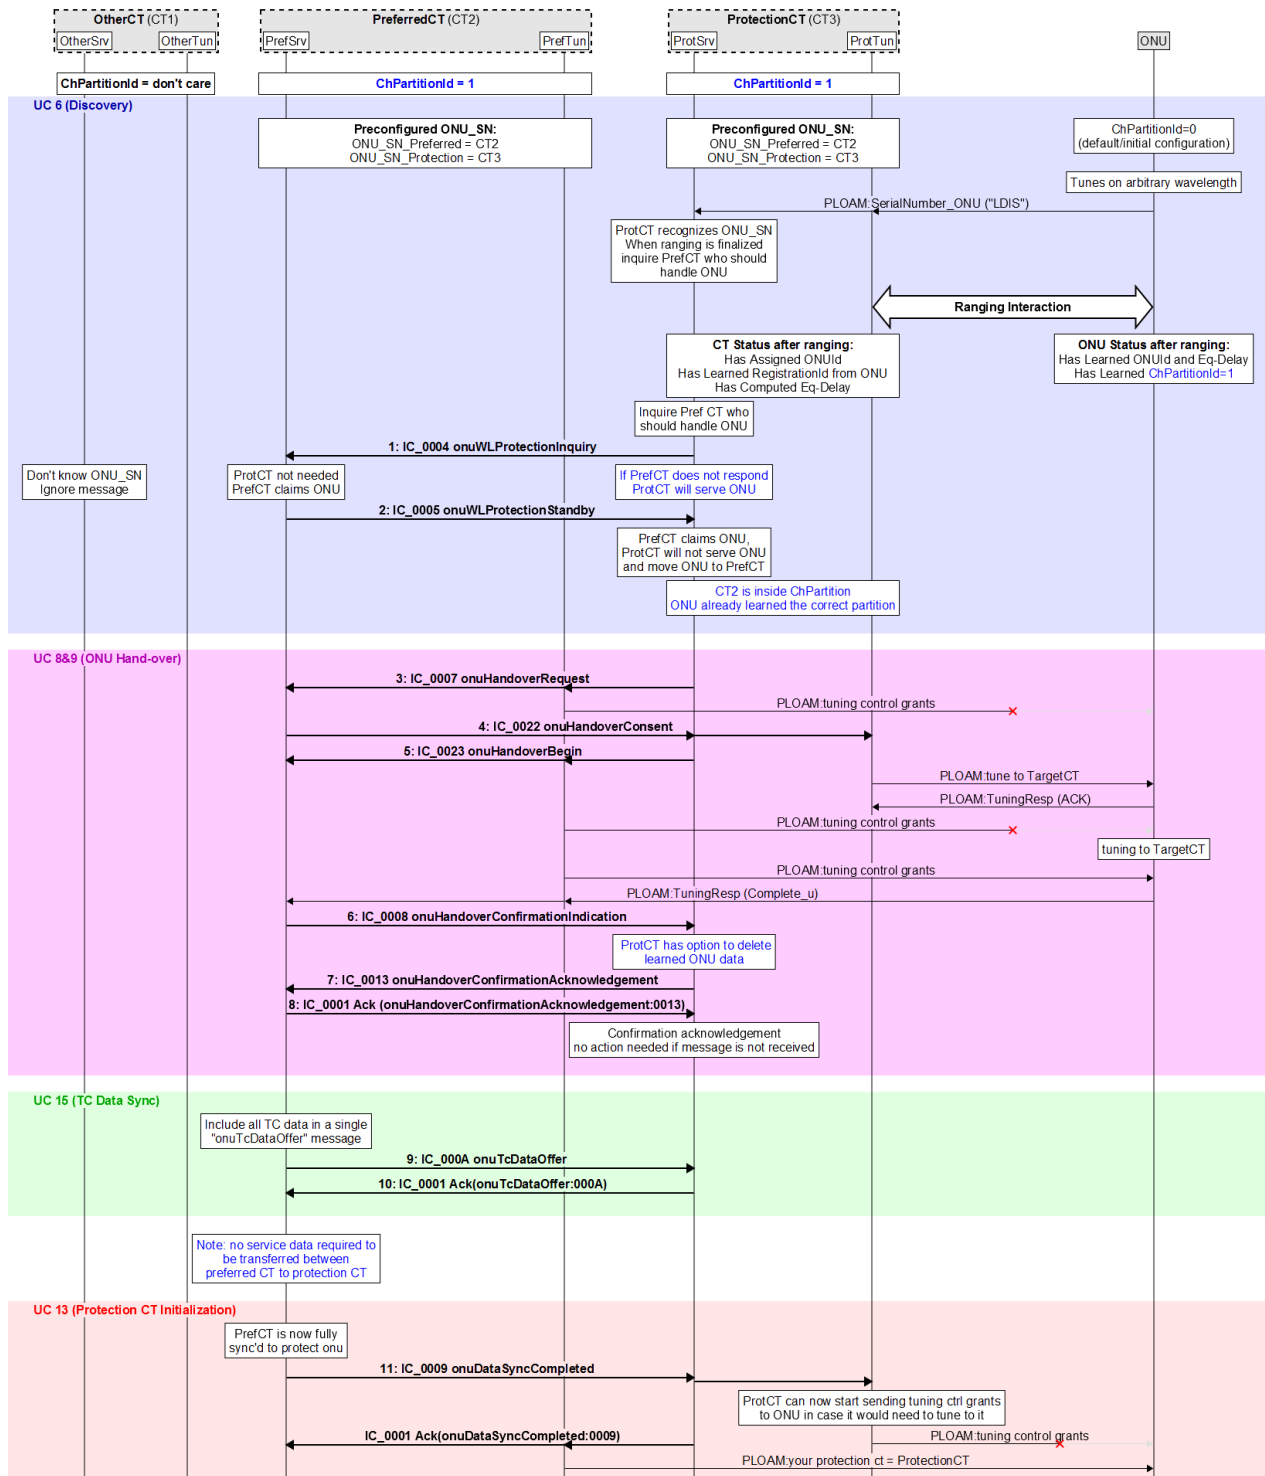 OtherCT (CT1)
PreferredCT (CT2)
ProtectionCT (CT3)
OtherSrv
OtherTun
PrefSrv
PrefTun
ProtSrv
ProtTun
ONU
ChPartitionId = don't care
ChPartitionId = 1
ChPartitionId = 1
UC 6 (Discovery)
Preconfigured ONU_SN:
ONU_SN_Preferred = CT2
ONU_SN_Protection = CT3
Preconfigured ONU_SN:
ONU_SN_Preferred = CT2
ONU_SN_Protection = CT3
ChPartitionId=0
(default/initial configuration)
Tunes on arbitrary wavelength
PLOAM:SerialNumber_ONU ("LDIS")
ProtCT recognizes ONU_SN
When ranging is finalized
inquire PrefCT who should
handle ONU
Ranging Interaction
CT Status after ranging:
Has Assigned ONUId
Has Learned RegistrationId from ONU
Has Computed Eq-Delay
ONU Status after ranging:
Has Learned ONUId and Eq-Delay
Has Learned ChPartitionId=1
Inquire Pref CT who
should handle ONU
1: IC_0004 onuWLProtectionInquiry
Don't know ONU_SN
Ignore message
ProtCT not needed
PrefCT claims ONU
If PrefCT does not respond
ProtCT will serve ONU
2: IC_0005 onuWLProtectionStandby
PrefCT claims ONU,
ProtCT will not serve ONU
and move ONU to PrefCT
CT2 is inside ChPartition
ONU already learned the correct partition
UC 8&9 (ONU Hand-over)
3: IC_0007 onuHandoverRequest
PLOAM:tuning control grants
4: IC_0022 onuHandoverConsent
5: IC_0023 onuHandoverBegin
PLOAM:tune to TargetCT
PLOAM:TuningResp (ACK)
PLOAM:tuning control grants
tuning to TargetCT
PLOAM:tuning control grants
PLOAM:TuningResp (Complete_u)
6: IC_0008 onuHandoverConfirmationIndication
ProtCT has option to delete
learned ONU data
7: IC_0013 onuHandoverConfirmationAcknowledgement
8: IC_0001 Ack (onuHandoverConfirmationAcknowledgement:0013)
Confirmation acknowledgement
no action needed if message is not received
UC 15 (TC Data Sync)
Include all TC data in a single
"onuTcDataOffer" message
9: IC_000A onuTcDataOffer
10: IC_0001 Ack(onuTcDataOffer:000A)
Note: no service data required to
be transferred between
preferred CT to protection CT
UC 13 (Protection CT Initialization)
PrefCT is now fully
sync'd to protect onu
11: IC_0009 onuDataSyncCompleted
ProtCT can now start sending tuning ctrl grants
to ONU in case it would need to tune to it
IC_0001 Ack(onuDataSyncCompleted:0009)
PLOAM:tuning control grants
PLOAM:your protection ct = ProtectionCT